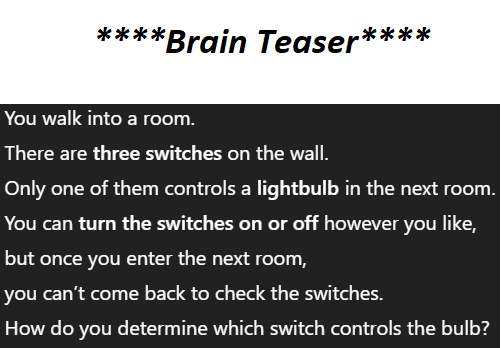 ****Brain Teaser****
You walk into a room.
There are three switches on the wall.
Only one of them controls a lightbulb in the next room.
You can turn the switches on or off however you like,
but once you enter the next room,
you can’t come back to check the switches.
How do you determine which switch controls the bulb?